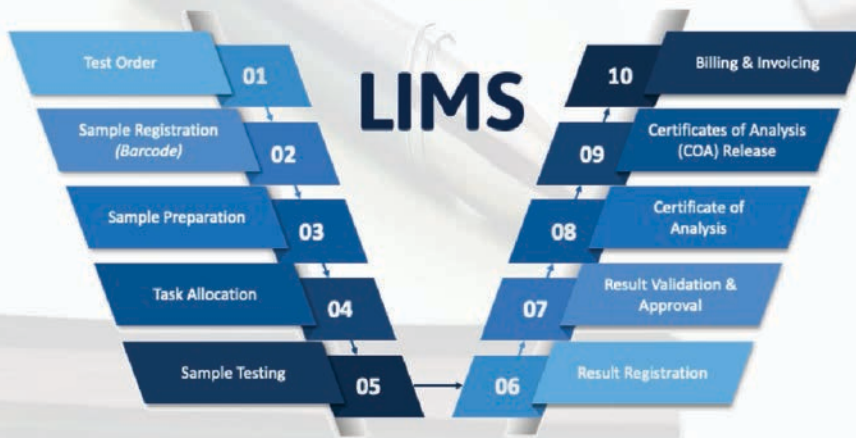 LIMS
Test Order
01
Sample Registration
(Barcode)
02
Sample Preparation
03
Task Allocation
04
Sample Testing
05
06
Result Registration
07
Result Validation &
Approval
08
Certificate of
Analysis
09
Certificates of Analysis
(COA) Release
10
Billing & Invoicing